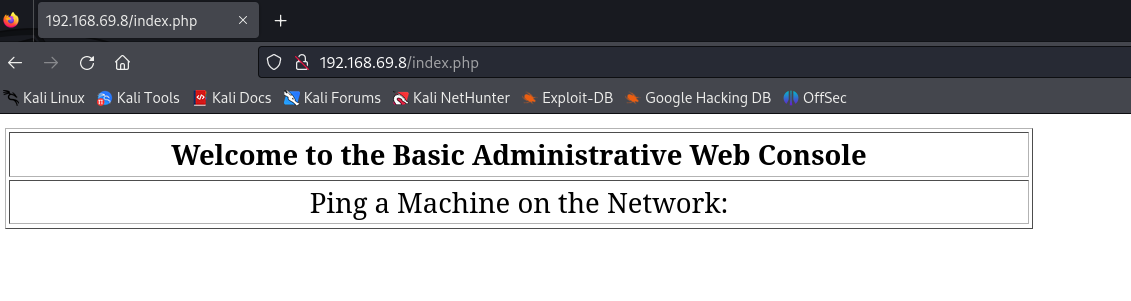 192.168.69.8/index.php
192.168.69.8/index.php
Kali Linux Kali Tools Kali Docs Kali Forums Kali NetHunter Exploit-DB Google Hacking DB OffSec
Welcome to the Basic Administrative Web Console
Ping a Machine on the Network: